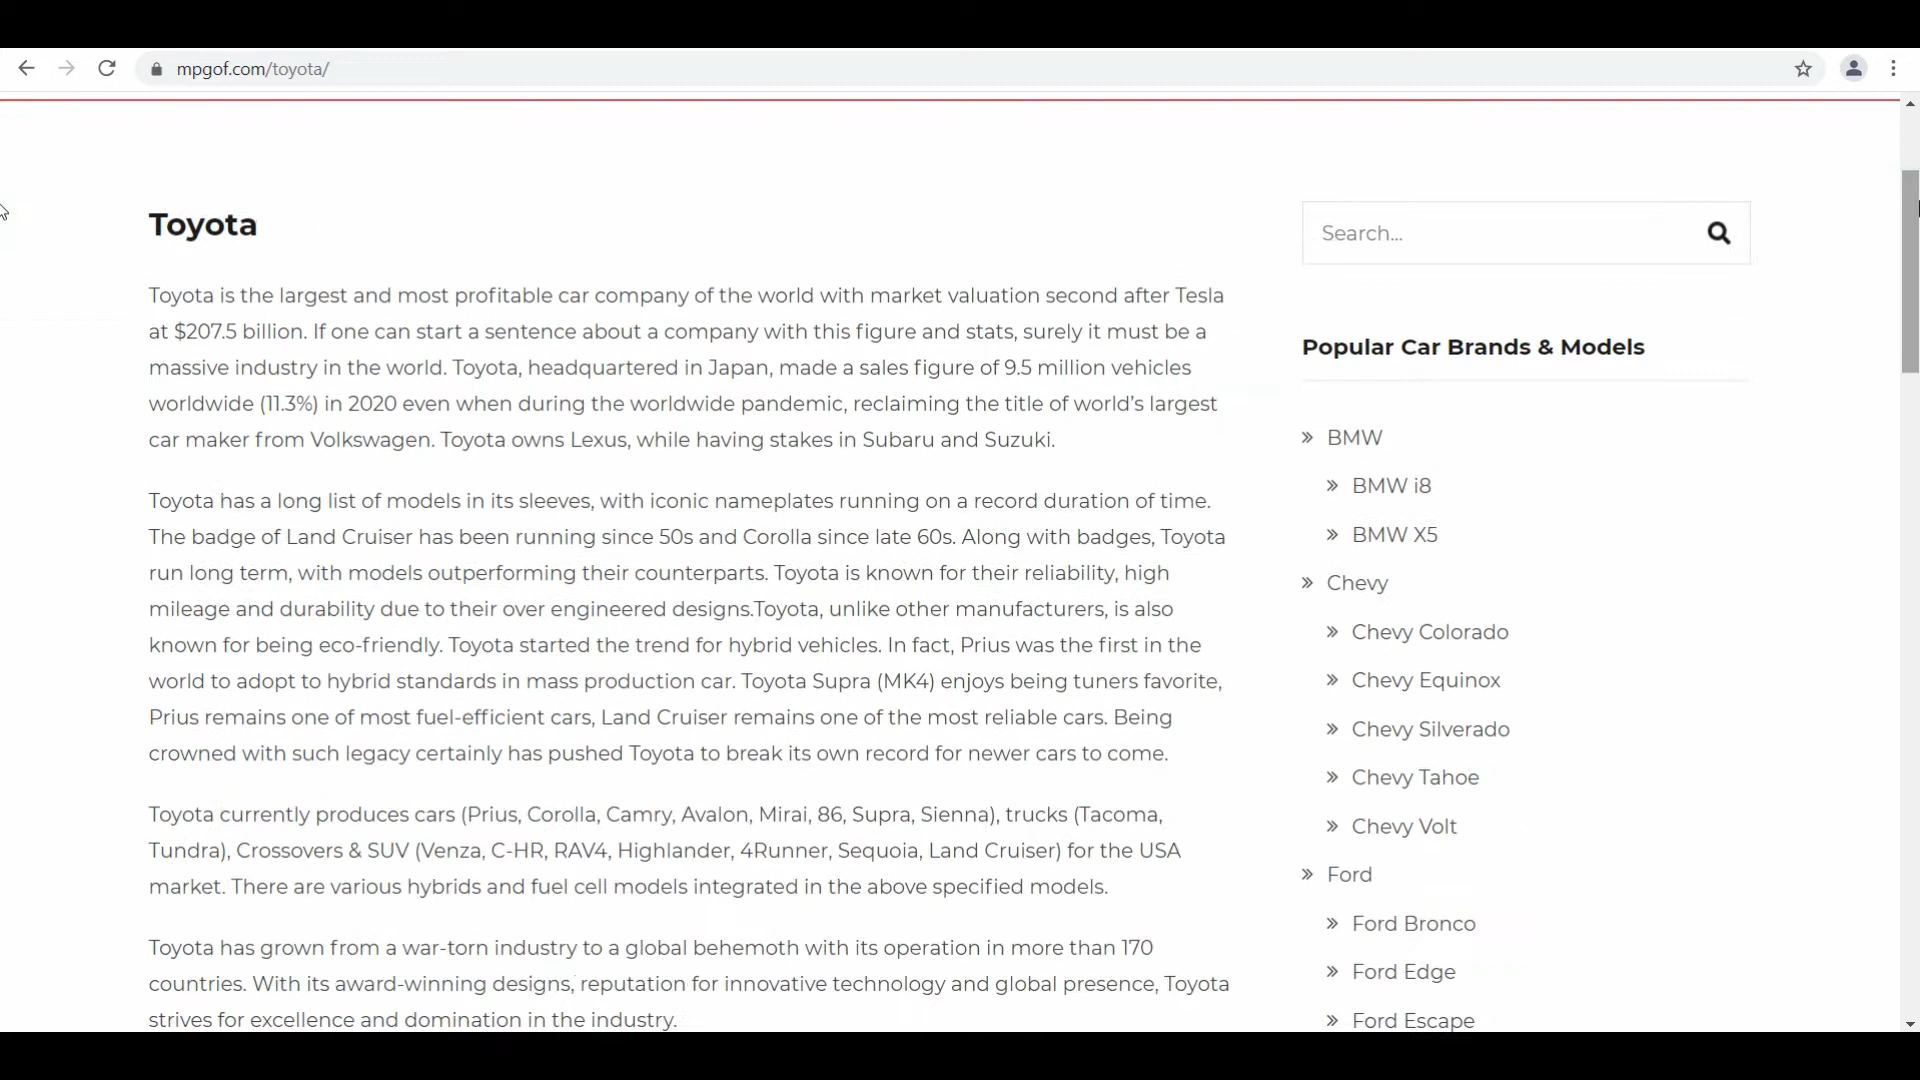 mpgof.com/toyota/
Toyota
Toyota is the largest and most profitable car company of the world with market valuation second after Tesla
at $207.5 billion. If one can start a sentence about a company with this figure and stats, surely it must be a
massive industry in the world. Toyota, headquartered in Japan, made a sales figure of 9.5 million vehicles
worldwide (11.3%) in 2020 even when during the worldwide pandemic, reclaiming the title of world's largest
car maker from Volkswagen. Toyota owns Lexus, while having stakes in Subaru and Suzuki.
Toyota has a long list of models in its sleeves, with iconic nameplates running on a record duration of time.
The badge of Land Cruiser has been running since 50s and Corolla since late 60s. Along with badges, Toyota
run long term, with models outperforming their counterparts. Toyota is known for their reliability, high
mileage and durability due to their over engineered designs.Toyota, unlike other manufacturers, is also
known for being eco-friendly. Toyota started the trend for hybrid vehicles. In fact, Prius was the first in the
world to adopt to hybrid standards in mass production car. Toyota Supra (MK4) enjoys being tuners favorite,
Prius remains one of most fuel-efficient cars, Land Cruiser remains one of the most reliable cars. Being
crowned with such legacy certainly has pushed Toyota to break its own record for newer cars to come.
Toyota currently produces cars (Prius, Corolla, Camry, Avalon, Mirai, 86, Supra, Sienna), trucks (Tacoma,
Tundra), Crossovers & SUV (Venza, C-HR, RAV4, Highlander, 4Runner, Sequoia, Land Cruiser) for the USA
market. There are various hybrids and fuel cell models integrated in the above specified models.
Toyota has grown from a war-torn industry to a global behemoth with its operation in more than 170
countries. With its award-winning designs, reputation for innovative technology and global presence, Toyota
strives for excellence and domination in the industry.
Search...
Popular Car Brands & Models
BMW
BMW i8
BMW X5
Chevy
Chevy Colorado
Chevy Equinox
Chevy Silverado
Chevy Tahoe
Chevy Volt
Ford
Ford Bronco
Ford Edge
Ford Escape